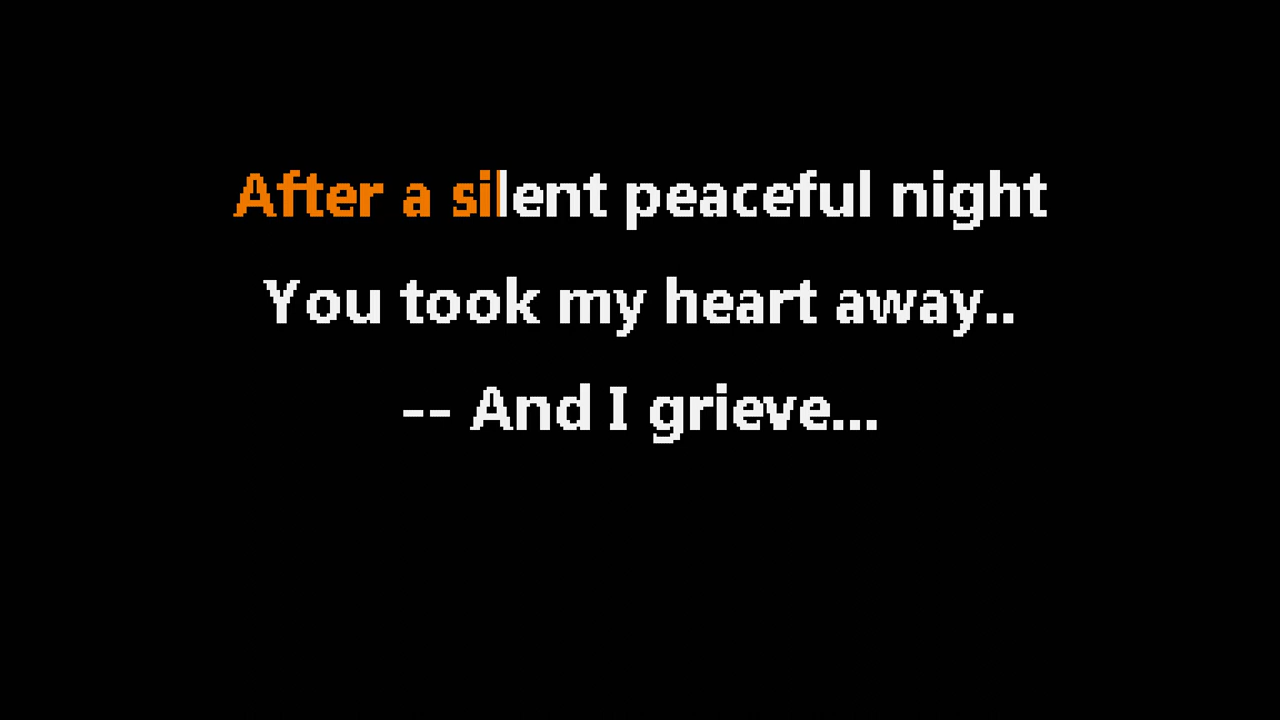 After a silent peaceful night
You took my heart away..
-- And I grieve...